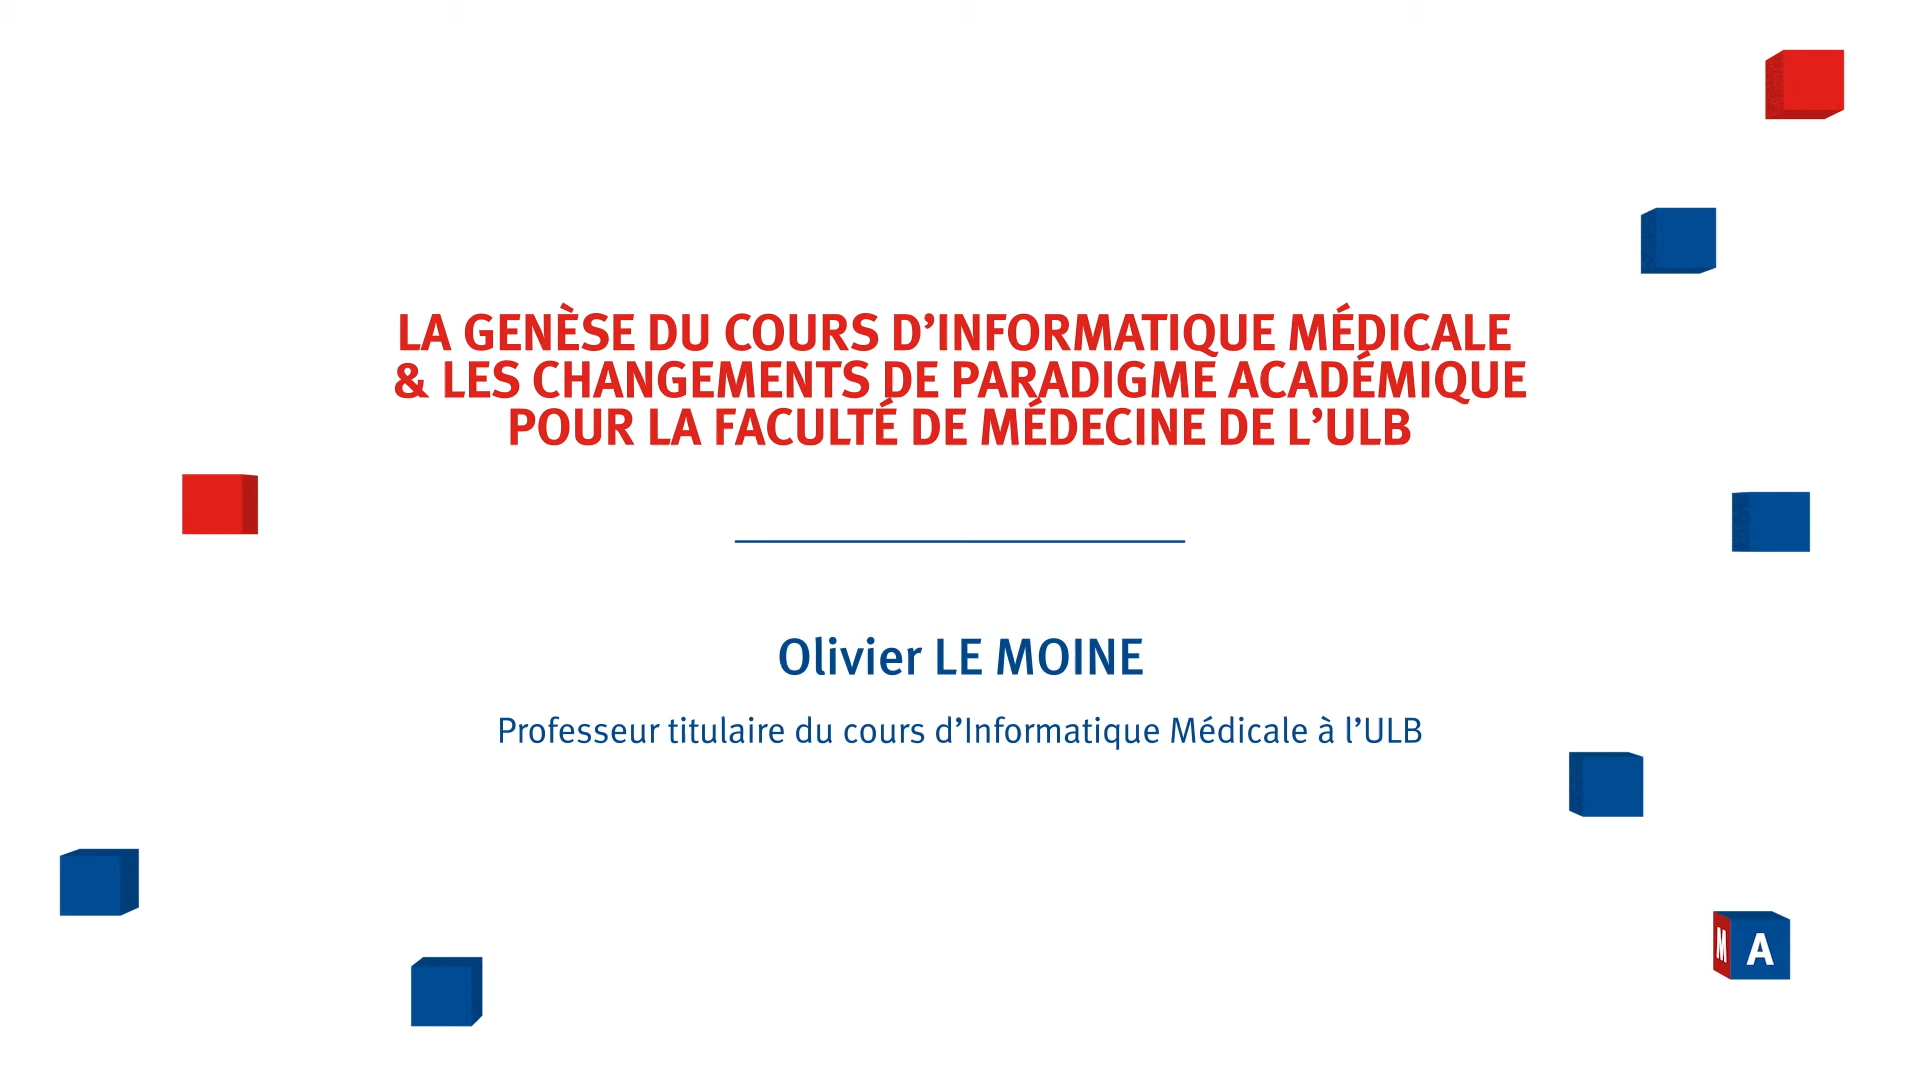 LA GENÈSE DU COURS D’INFORMATIQUE MÉDICALE
& LES CHANGEMENTS DE PARADIGME ACADÉMIQUE
POUR LA FACULTÉ DE MÉDECINE DE L’ULB
Olivier LE MOINE
Professeur titulaire du cours d’Informatique Médicale à l’ULB
M A